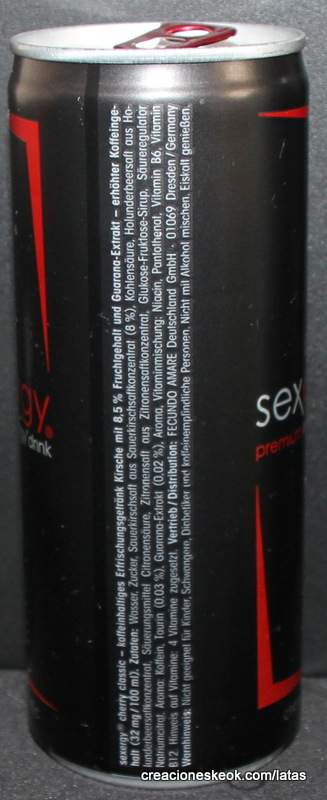 gy®
drink
sexergy® cherry classic – koffeinhaltiges Erfrischungsgetränk Kirsche mit 8,5 % Fruchtgehalt und Guarana-Extrakt – erhöhter Koffeinge-
halt (32 mg/100 ml). Zutaten: Wasser, Zucker, Sauerkirschsaft aus Sauerkirschsaftkonzentrat (8 %), Kohlensäure, Holunderbeersaft aus Ho-
lunderbeersaftkonzentrat, Säuerungsmittel Citronensäure, Zitronensaft aus Zitronensaftkonzentrat, Glukose-Fruktose-Sirup, Säureregulator
Natriumcitrat, Aroma: Koffein, Taurin (0,03 %), Guarana-Extrakt (0,02 %), Aroma, Vitaminmischung: Niacin, Pantothenat, Vitamin B6, Vitamin
B12 Hinweis auf Vitamine: 4 Vitamine zugesetzt. Vertrieb/Distribution: FECUNDO AMARE Deutschland GmbH · 01069 Dresden/Germany
Warnhinweis: Nicht geeignet für Kinder, Schwangere, Diabetiker und koffeinempfindliche Personen. Nicht mit Alkohol mischen. Eiskalt genießen.
sex
premium
creacioneskeok.com/latas